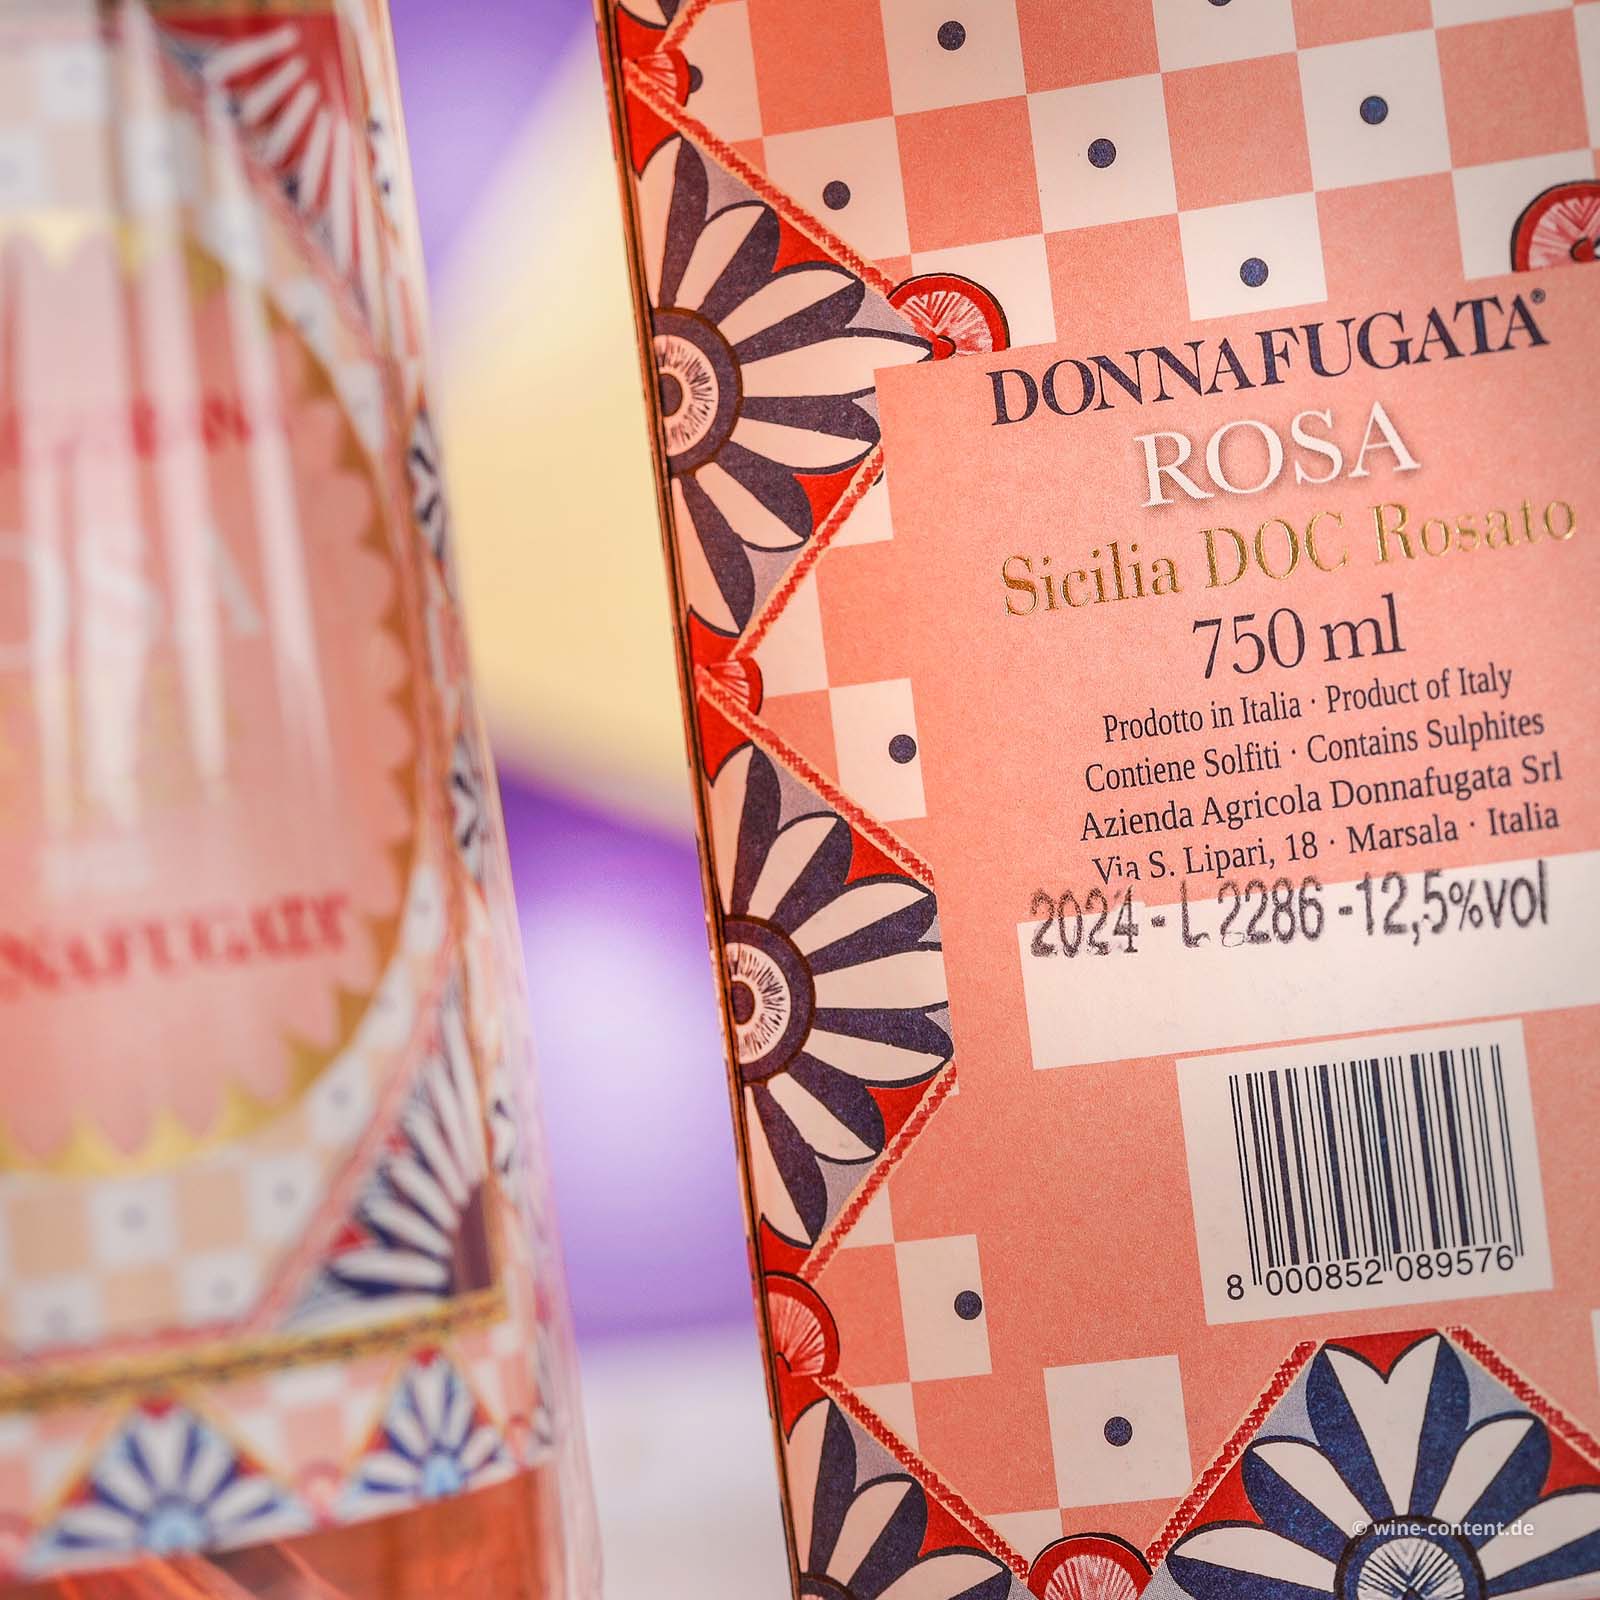 DONNAFUGATA®
ROSA
Sicilia DOC Rosato
750 ml
Prodotto in Italia · Product of Italy
Contiene Solfiti · Contains Sulphites
Azienda Agricola Donnafugata Srl
Via S. Lipari, 18 · Marsala · Italia
2024 - L 2286 -12,5%vol
8 000852 089576
© wine-content.de